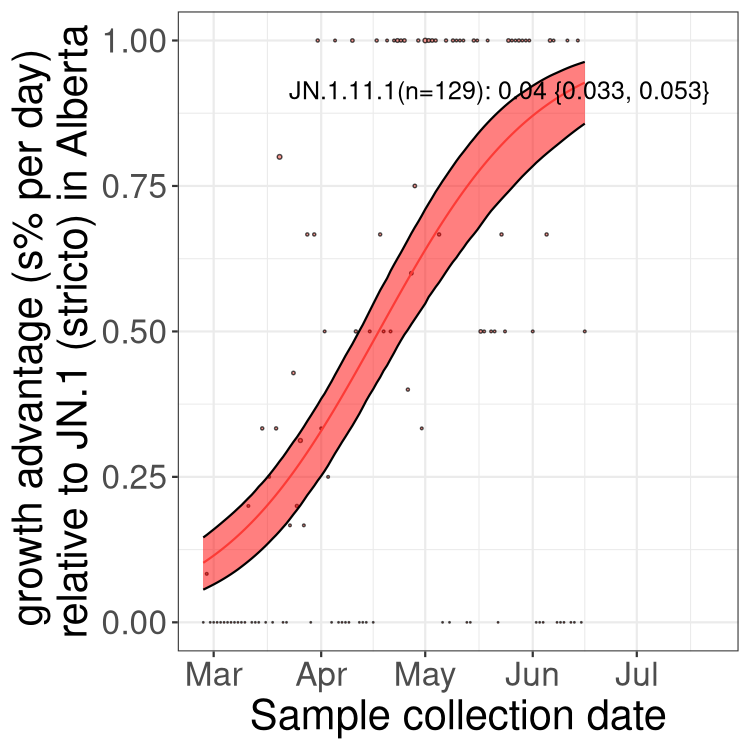 growth advantage (s% per day)
relative to JN.1 (stricto) in Alberta
1.00
0.75
0.50
0.25
0.00
JN.1.11.1(n=129): 0.04 {0.033, 0.053}
Mar Apr May Jun Jul
Sample collection date